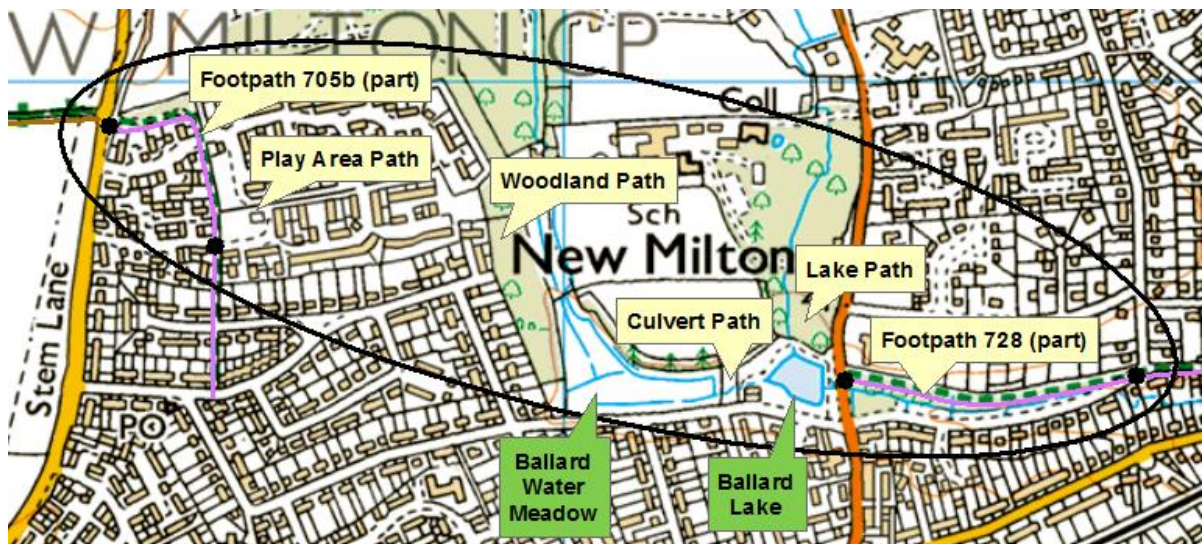 W MILTON CP
Footpath 705b (part)
Play Area Path
Woodland Path
Coll
Sch
New Milton
Lake Path
Culvert Path
Footpath 728 (part)
Stem Lane
PO
Ballard
Water
Meadow
Ballard
Lake